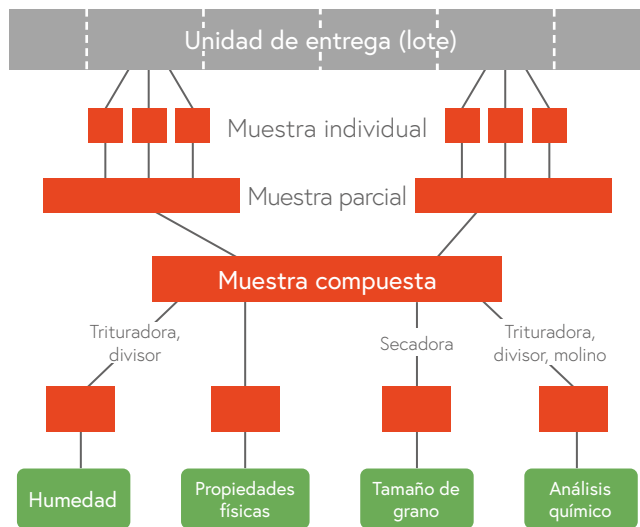 Unidad de entrega (lote)
Muestra individual
Muestra parcial
Muestra compuesta
Trituradora,
divisor
Secadora
Trituradora,
divisor, molino
Humedad
Propiedades
físicas
Tamaño de
grano
Análisis
químico